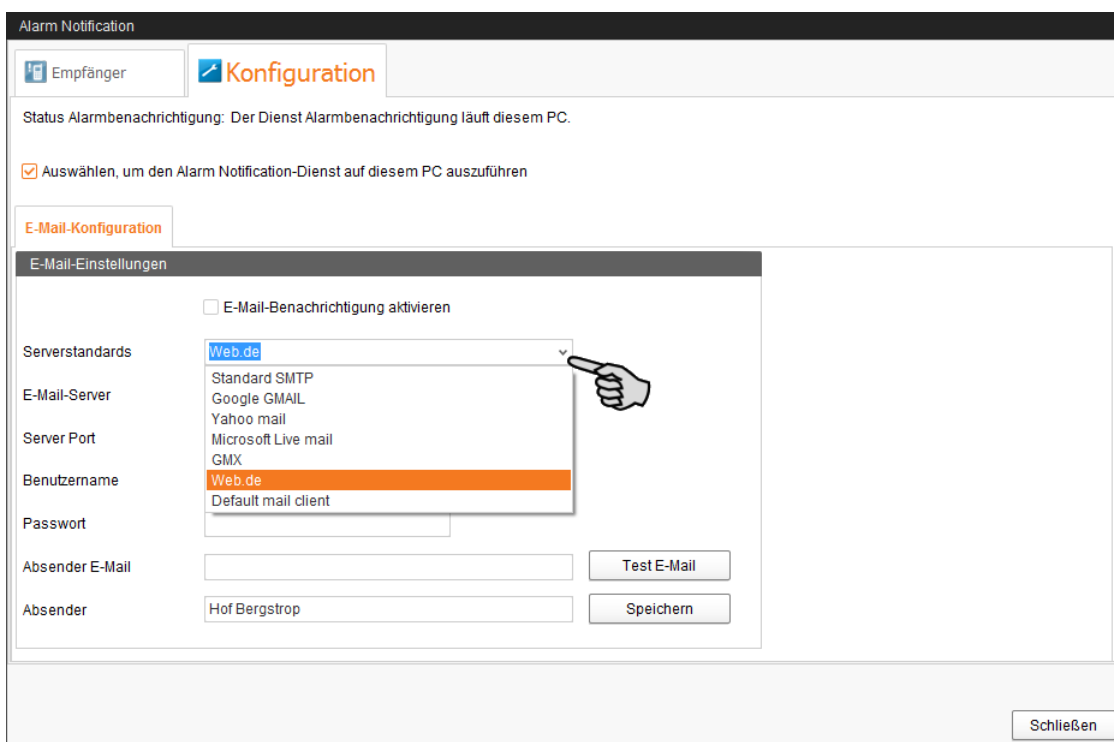 Alarm Notification
Empfänger
Konfiguration
Status Alarmbenachrichtigung: Der Dienst Alarmbenachrichtigung läuft diesem PC.
Auswählen, um den Alarm Notification-Dienst auf diesem PC auszuführen
E-Mail-Konfiguration
E-Mail-Einstellungen
E-Mail-Benachrichtigung aktivieren
Serverstandards
Web.de
Standard SMTP
Google GMAIL
Yahoo mail
Microsoft Live mail
GMX
Web.de
Default mail client
E-Mail-Server
Server Port
Benutzername
Passwort
Absender E-Mail
Test E-Mail
Absender
Hof Bergstrop
Speichern
Schließen